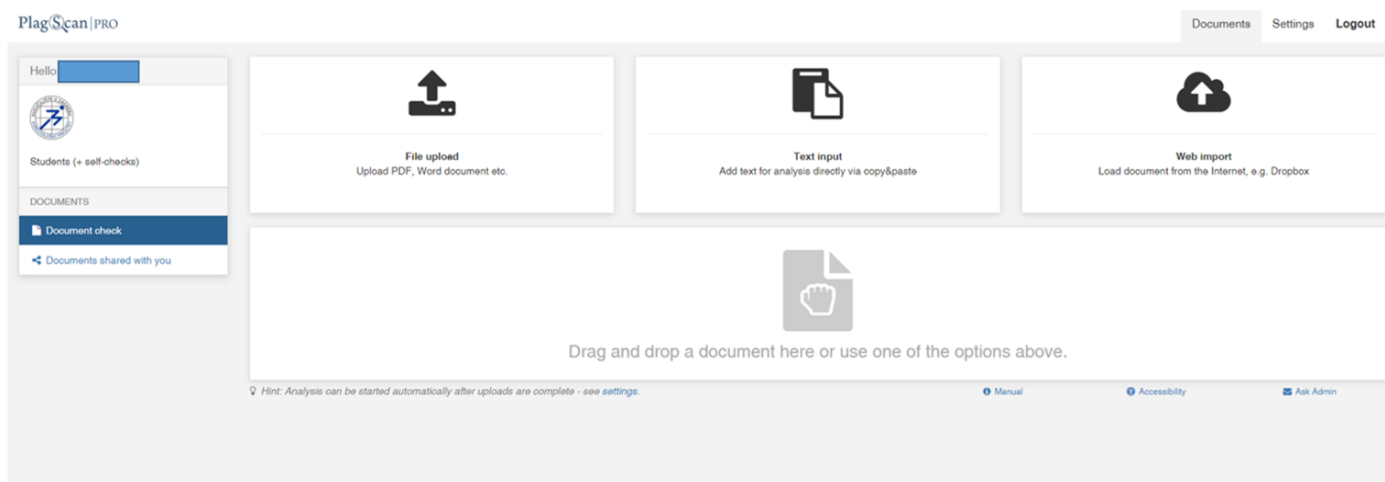 PlagScan|PRO
Documents
Settings
Logout
Hello
Students (+ self-checks)
DOCUMENTS
Document check
Documents shared with you
File upload
Upload PDF, Word document etc.
Text input
Add text for analysis directly via copy&paste
Web import
Load document from the Internet, e.g. Dropbox
Drag and drop a document here or use one of the options above.
Hint: Analysis can be started automatically after uploads are complete - see settings.
Manual
Accessibility
Ask Admin